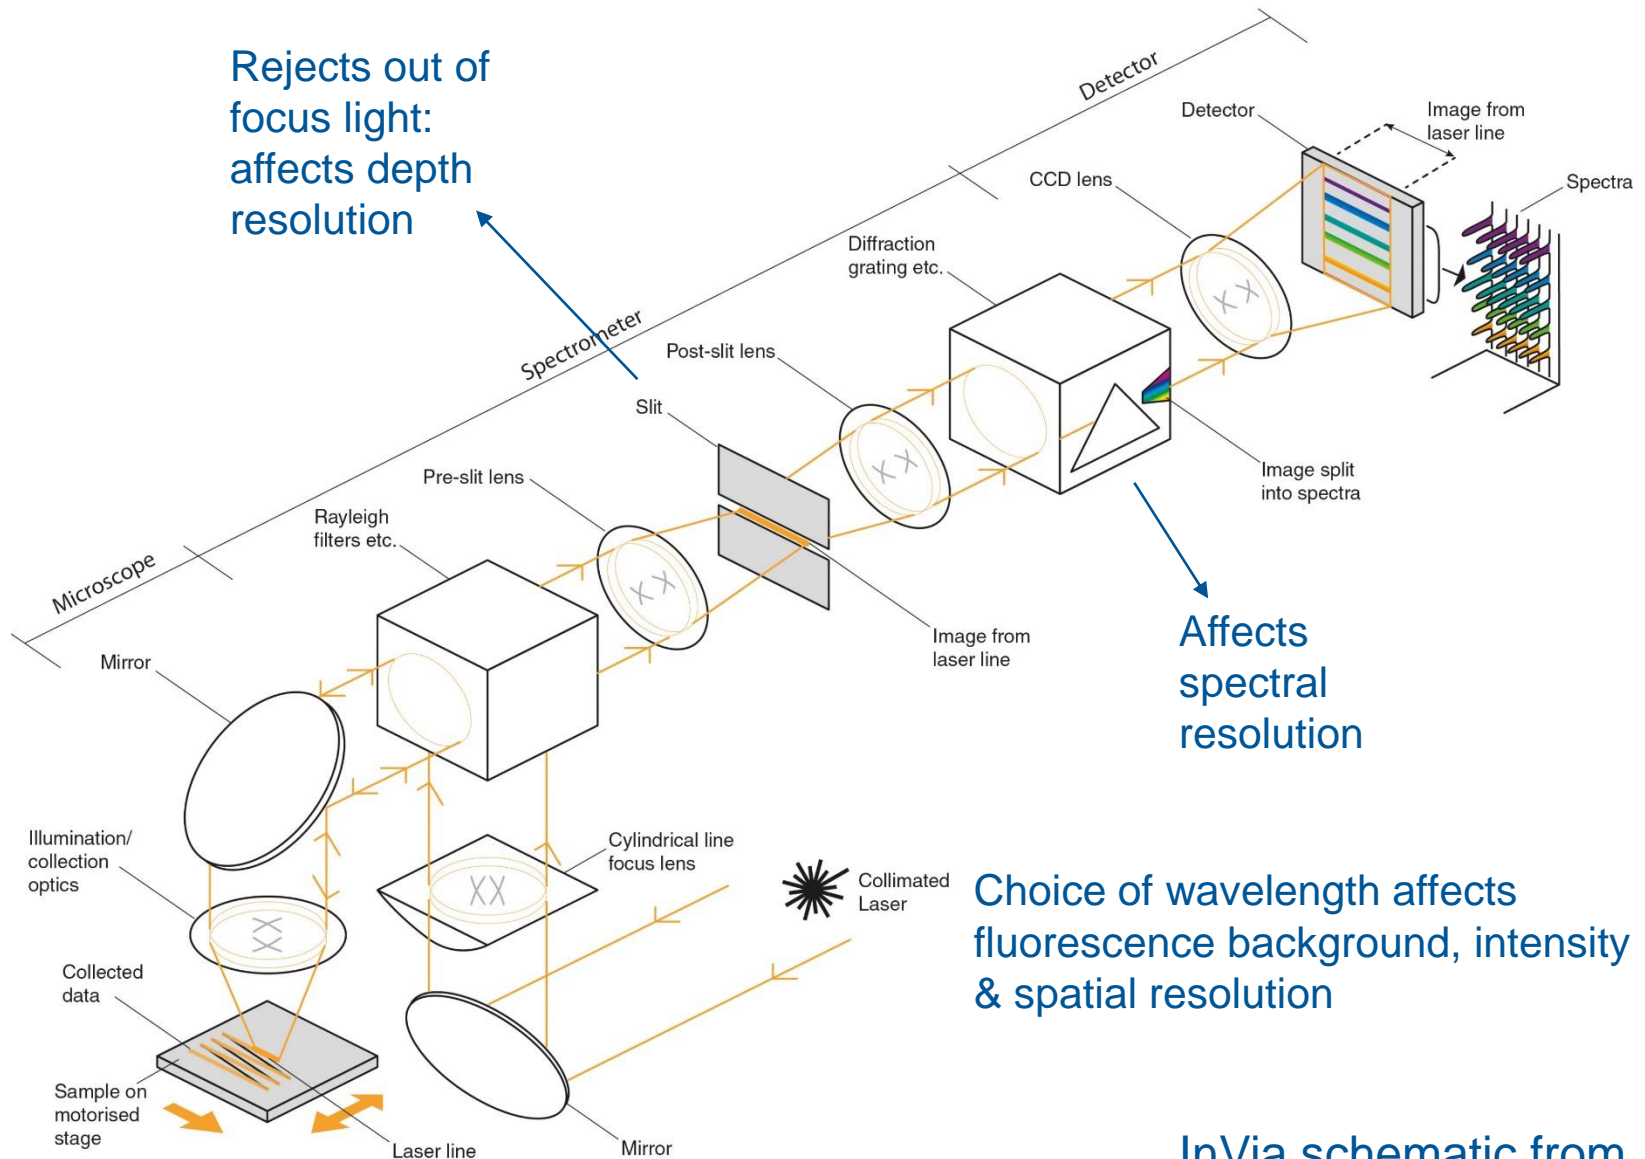 Rejects out of
focus light:
affects depth
resolution
Detector
Detector
Image from
laser line
Spectra
CCD lens
Diffraction
grating etc.
Spectrometer
Post-slit lens
Slit
Image split
into spectra
Pre-slit lens
Rayleigh
filters etc.
Microscope
Image from
laser line
Affects
spectral
resolution
Mirror
Illumination/
collection
optics
Cylindrical line
focus lens
Collimated
Laser
Choice of wavelength affects
fluorescence background, intensity
& spatial resolution
Collected
data
Sample on
motorised
stage
Laser line
Mirror
InVia schematic from